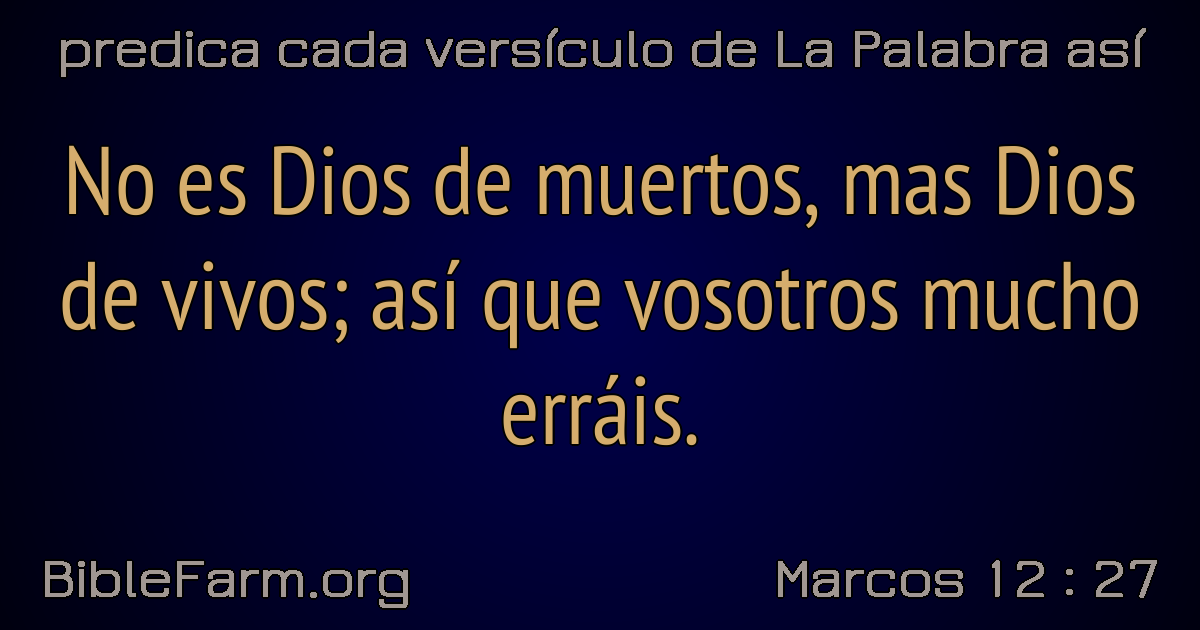 predica cada versículo de La Palabra así
No es Dios de muertos, mas Dios
de vivos; así que vosotros mucho
erráis.
BibleFarm.org
Marcos 12 : 27